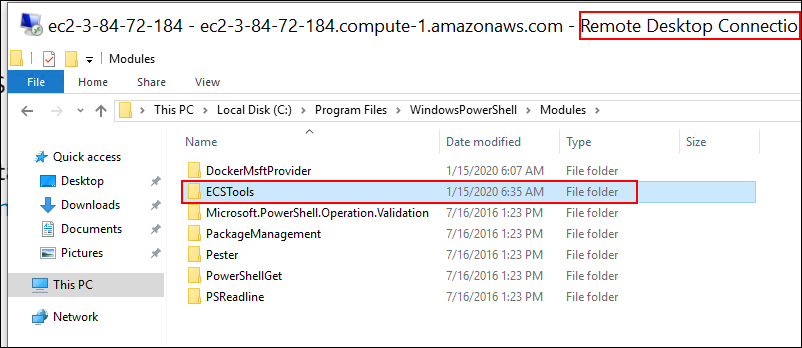 ec2-3-84-72-184 - ec2-3-84-72-184.compute-1.amazonaws.com - Remote Desktop Connectio
Modules
File Home Share View
This PC Local Disk (C:) Program Files WindowsPowerShell Modules
Name Date modified Type Size
Quick access
Desktop
Downloads
Documents
Pictures
This PC
Network
DockerMsftProvider 1/15/2020 6:07 AM File folder
ECSTools 1/15/2020 6:35 AM File folder
Microsoft.PowerShell.Operation.Validation 7/16/2016 1:23 PM File folder
PackageManagement 7/16/2016 1:23 PM File folder
Pester 7/16/2016 1:23 PM File folder
PowerShellGet 7/16/2016 1:23 PM File folder
PSReadline 7/16/2016 1:23 PM File folder